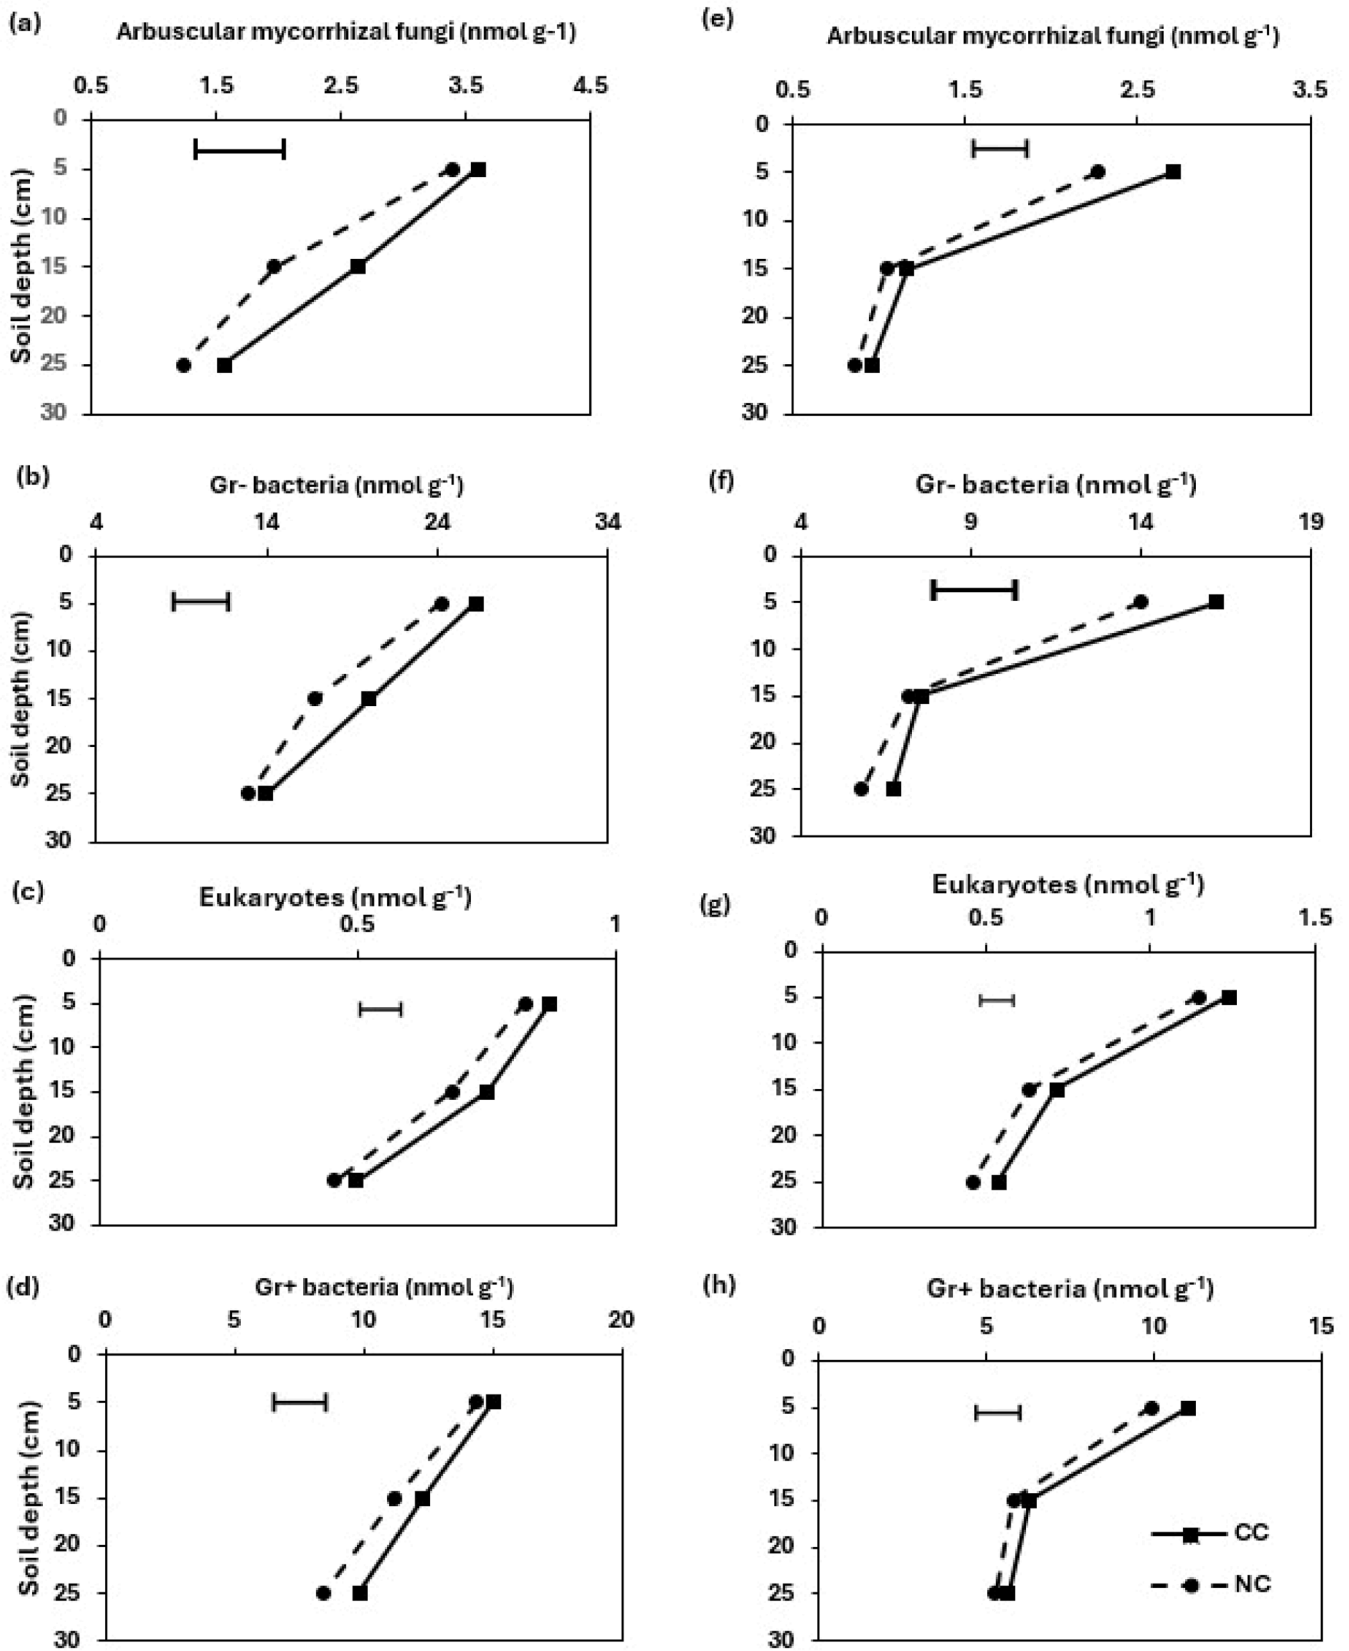 (a)
Arbuscular mycorrhizal fungi (nmol g-1)
0.5 1.5 2.5 3.5 4.5
0
5
10
15
20
25
30
Soil depth (cm)
(e)
Arbuscular mycorrhizal fungi (nmol g⁻¹)
0.5 1.5 2.5 3.5
0
5
10
15
20
25
30
(b)
Gr- bacteria (nmol g⁻¹)
4 14 24 34
0
5
10
15
20
25
30
Soil depth (cm)
(f)
Gr- bacteria (nmol g⁻¹)
4 9 14 19
0
5
10
15
20
25
30
(c)
Eukaryotes (nmol g⁻¹)
0 0.5 1
0
5
10
15
20
25
30
Soil depth (cm)
(g)
Eukaryotes (nmol g⁻¹)
0 0.5 1 1.5
0
5
10
15
20
25
30
(d)
Gr+ bacteria (nmol g⁻¹)
0 5 10 15 20
0
5
10
15
20
25
30
Soil depth (cm)
(h)
Gr+ bacteria (nmol g⁻¹)
0 5 10 15
0
5
10
15
20
25
30
CC
NC